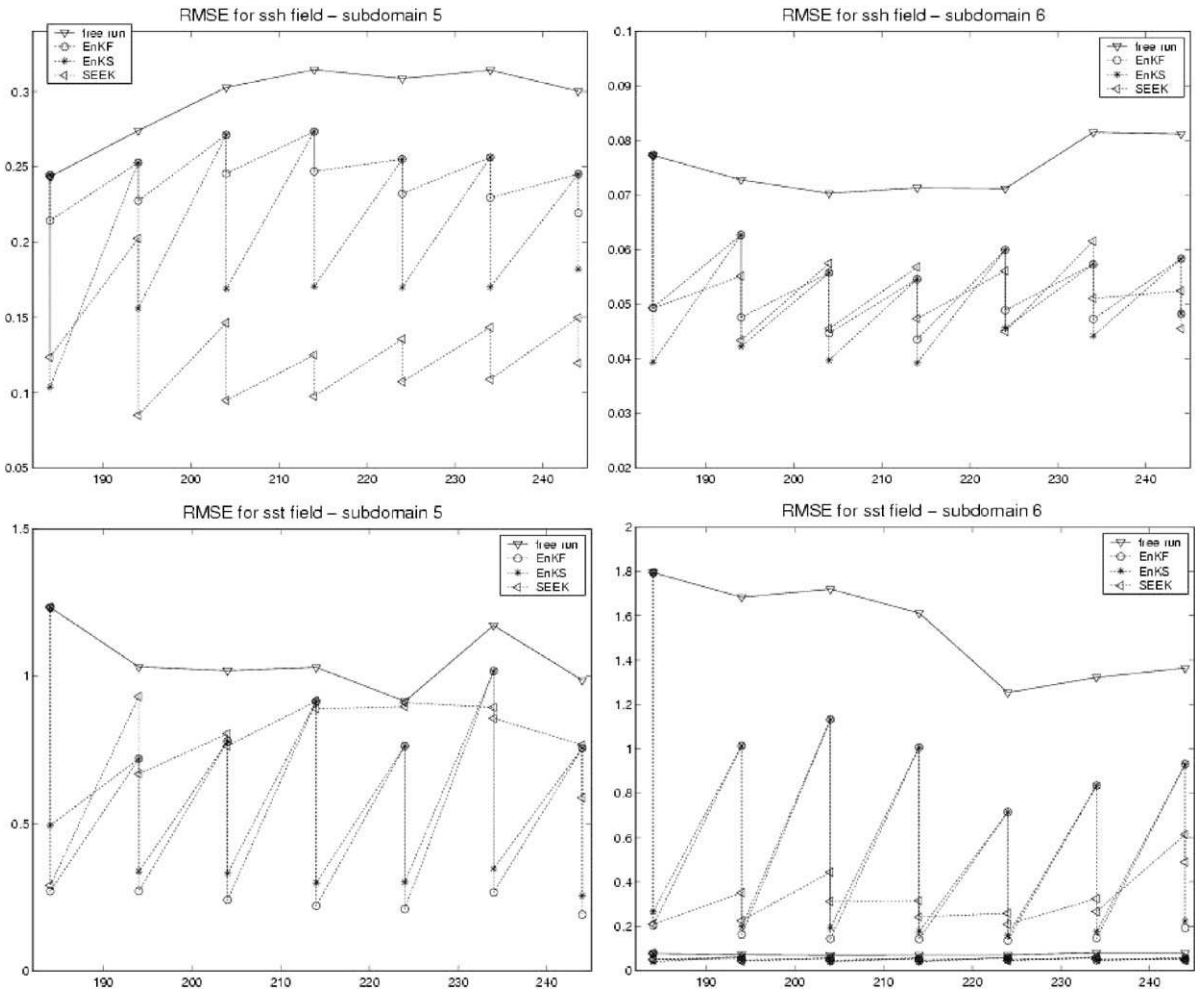 RMSE for ssh field – subdomain 5
free run
EnKF
EnKS
SEEK
0.3
0.25
0.2
0.15
0.1
0.05
190 200 210 220 230 240
RMSE for ssh field – subdomain 6
free run
EnKF
EnKS
SEEK
0.1
0.09
0.08
0.07
0.06
0.05
0.04
0.03
0.02
190 200 210 220 230 240
RMSE for sst field – subdomain 5
free run
EnKF
EnKS
SEEK
1.5
1
0.5
0
190 200 210 220 230 240
RMSE for sst field – subdomain 6
free run
EnKF
EnKS
SEEK
2
1.8
1.6
1.4
1.2
1
0.8
0.6
0.4
0.2
0
190 200 210 220 230 240